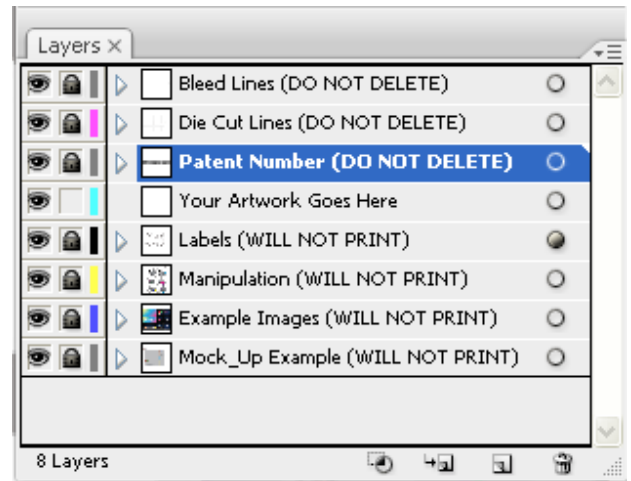 Layers
Bleed Lines (DO NOT DELETE)
Die Cut Lines (DO NOT DELETE)
Patent Number (DO NOT DELETE)
Your Artwork Goes Here
Labels (WILL NOT PRINT)
Manipulation (WILL NOT PRINT)
Example Images (WILL NOT PRINT)
Mock_Up Example (WILL NOT PRINT)
8 Layers